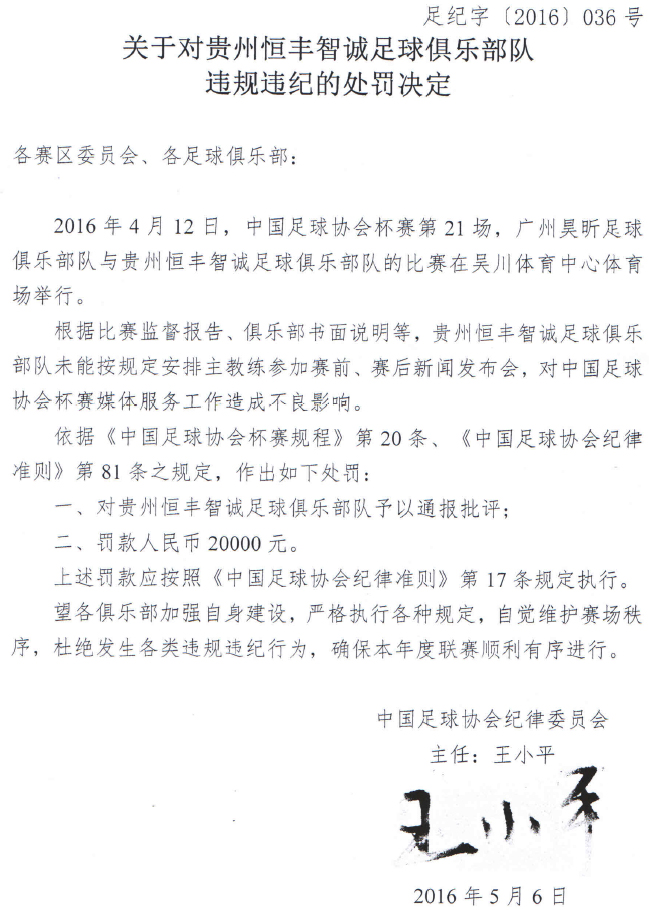 足纪字〔2016〕036 号
关于对贵州恒丰智诚足球俱乐部队
违规违纪的处罚决定
各赛区委员会、各足球俱乐部：
2016 年 4 月 12 日，中国足球协会杯赛第 21 场，广州昊昕足球
俱乐部队与贵州恒丰智诚足球俱乐部队的比赛在吴川体育中心体育
场举行。
根据比赛监督报告、俱乐部书面说明等，贵州恒丰智诚足球俱乐
部队未能按规定安排主教练参加赛前、赛后新闻发布会，对中国足球
协会杯赛媒体服务工作造成不良影响。
依据《中国足球协会杯赛规程》第 20 条、《中国足球协会纪律
准则》第 81 条之规定，作出如下处罚：
一、对贵州恒丰智诚足球俱乐部队予以通报批评；
二、罚款人民币 20000 元。
上述罚款应按照《中国足球协会纪律准则》第 17 条规定执行。
望各俱乐部加强自身建设，严格执行各种规定，自觉维护赛场秩
序，杜绝发生各类违规违纪行为，确保本年度联赛顺利有序进行。
中国足球协会纪律委员会
主任：王小平
王小平
2016 年 5 月 6 日